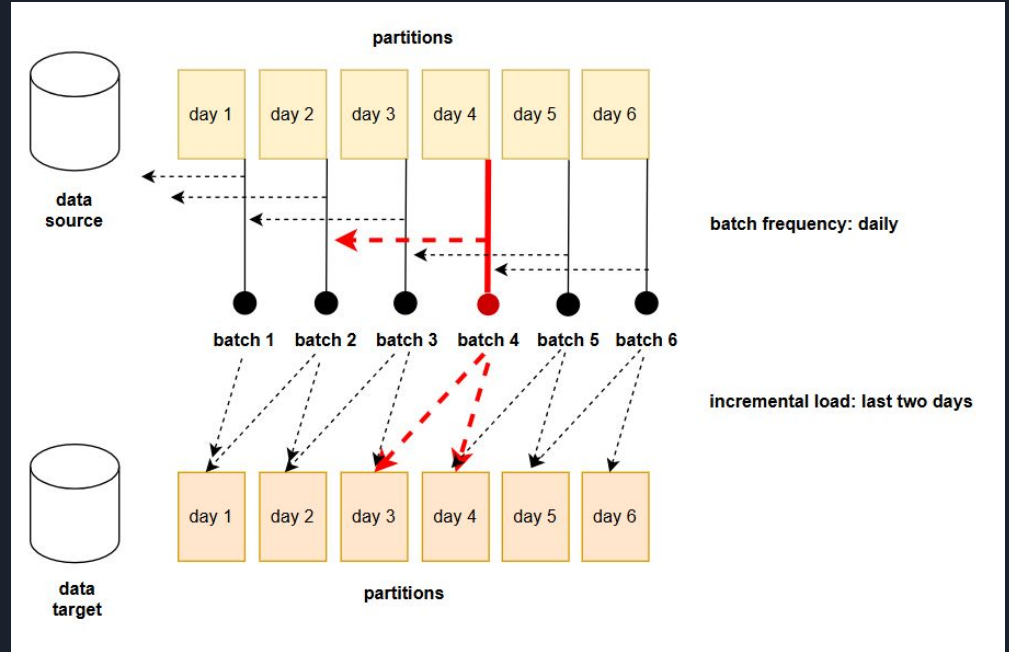 partitions
day 1
day 2
day 3
day 4
day 5
day 6
data
source
batch frequency: daily
batch 1
batch 2
batch 3
batch 4
batch 5
batch 6
incremental load: last two days
day 1
day 2
day 3
day 4
day 5
day 6
data
target
partitions